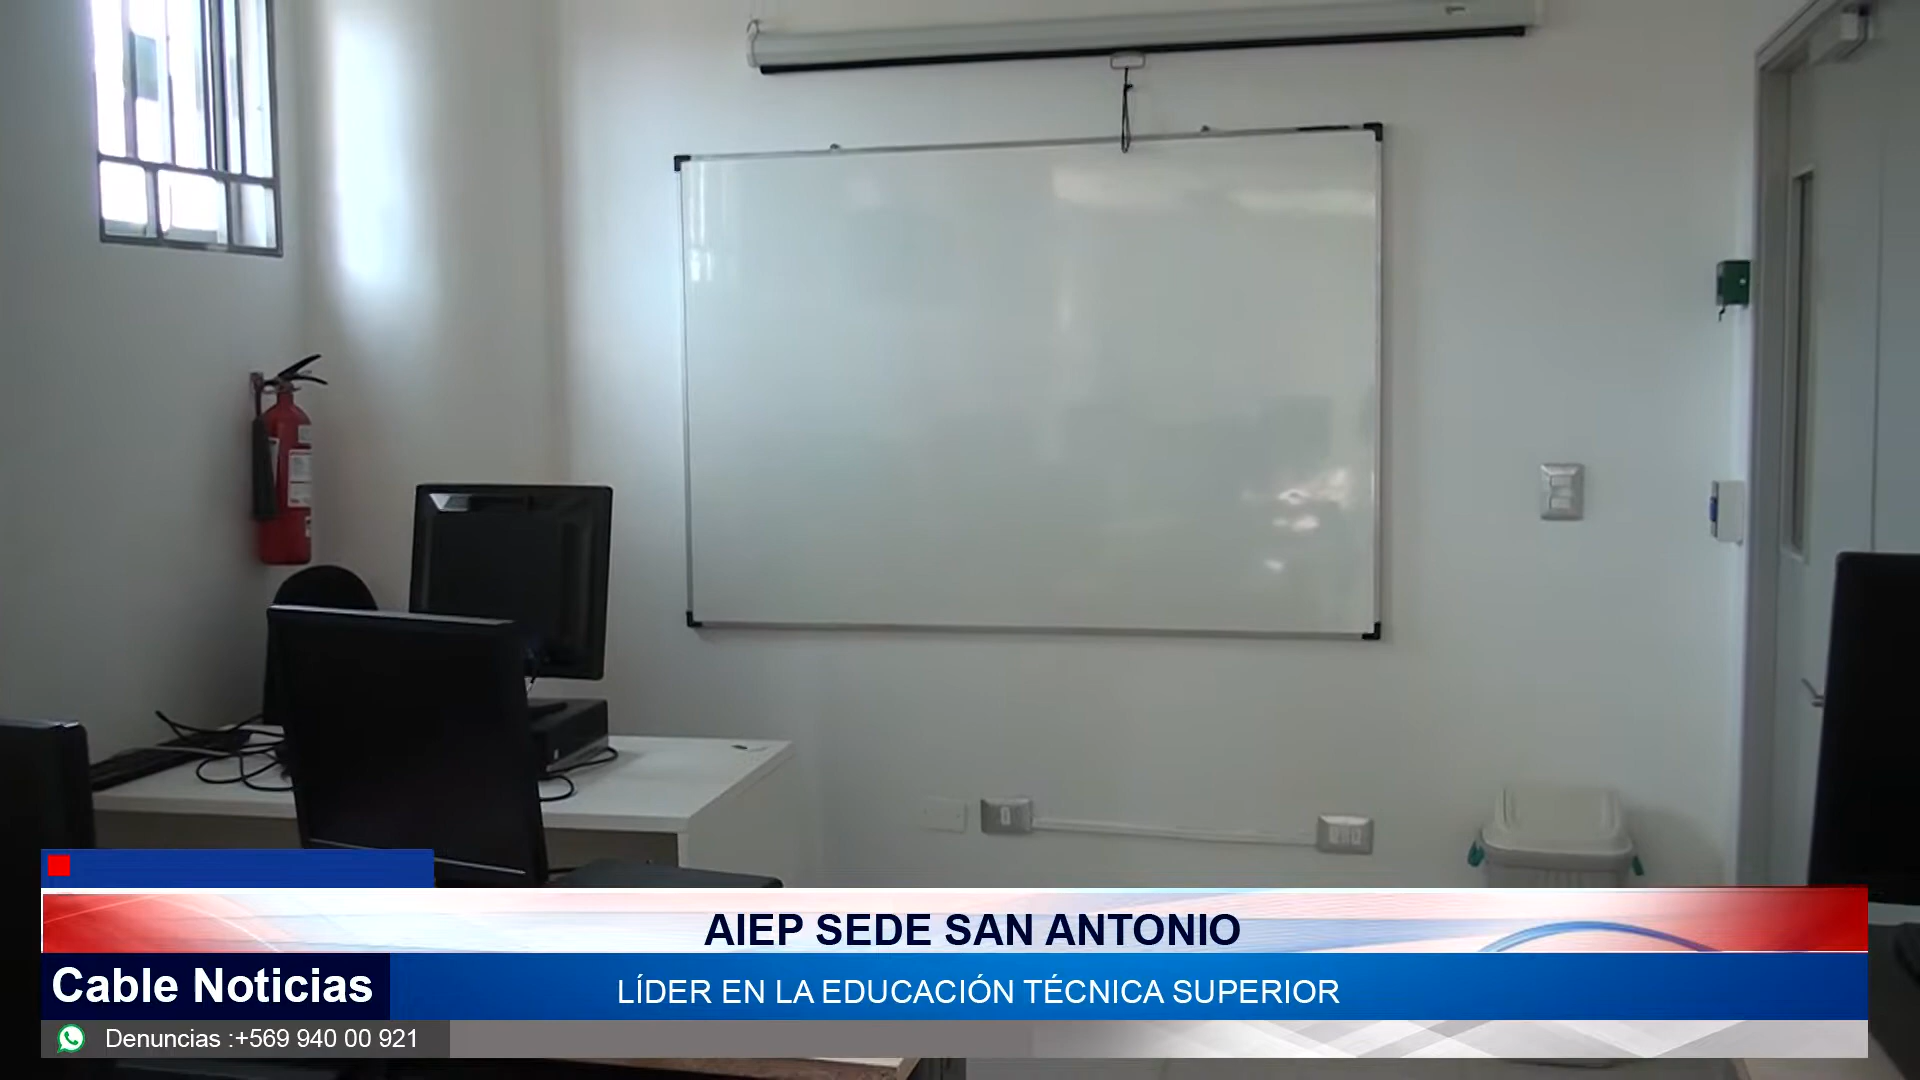 AIEP SEDE SAN ANTONIO
Cable Noticias
LÍDER EN LA EDUCACIÓN TÉCNICA SUPERIOR
Denuncias :+569 940 00 921